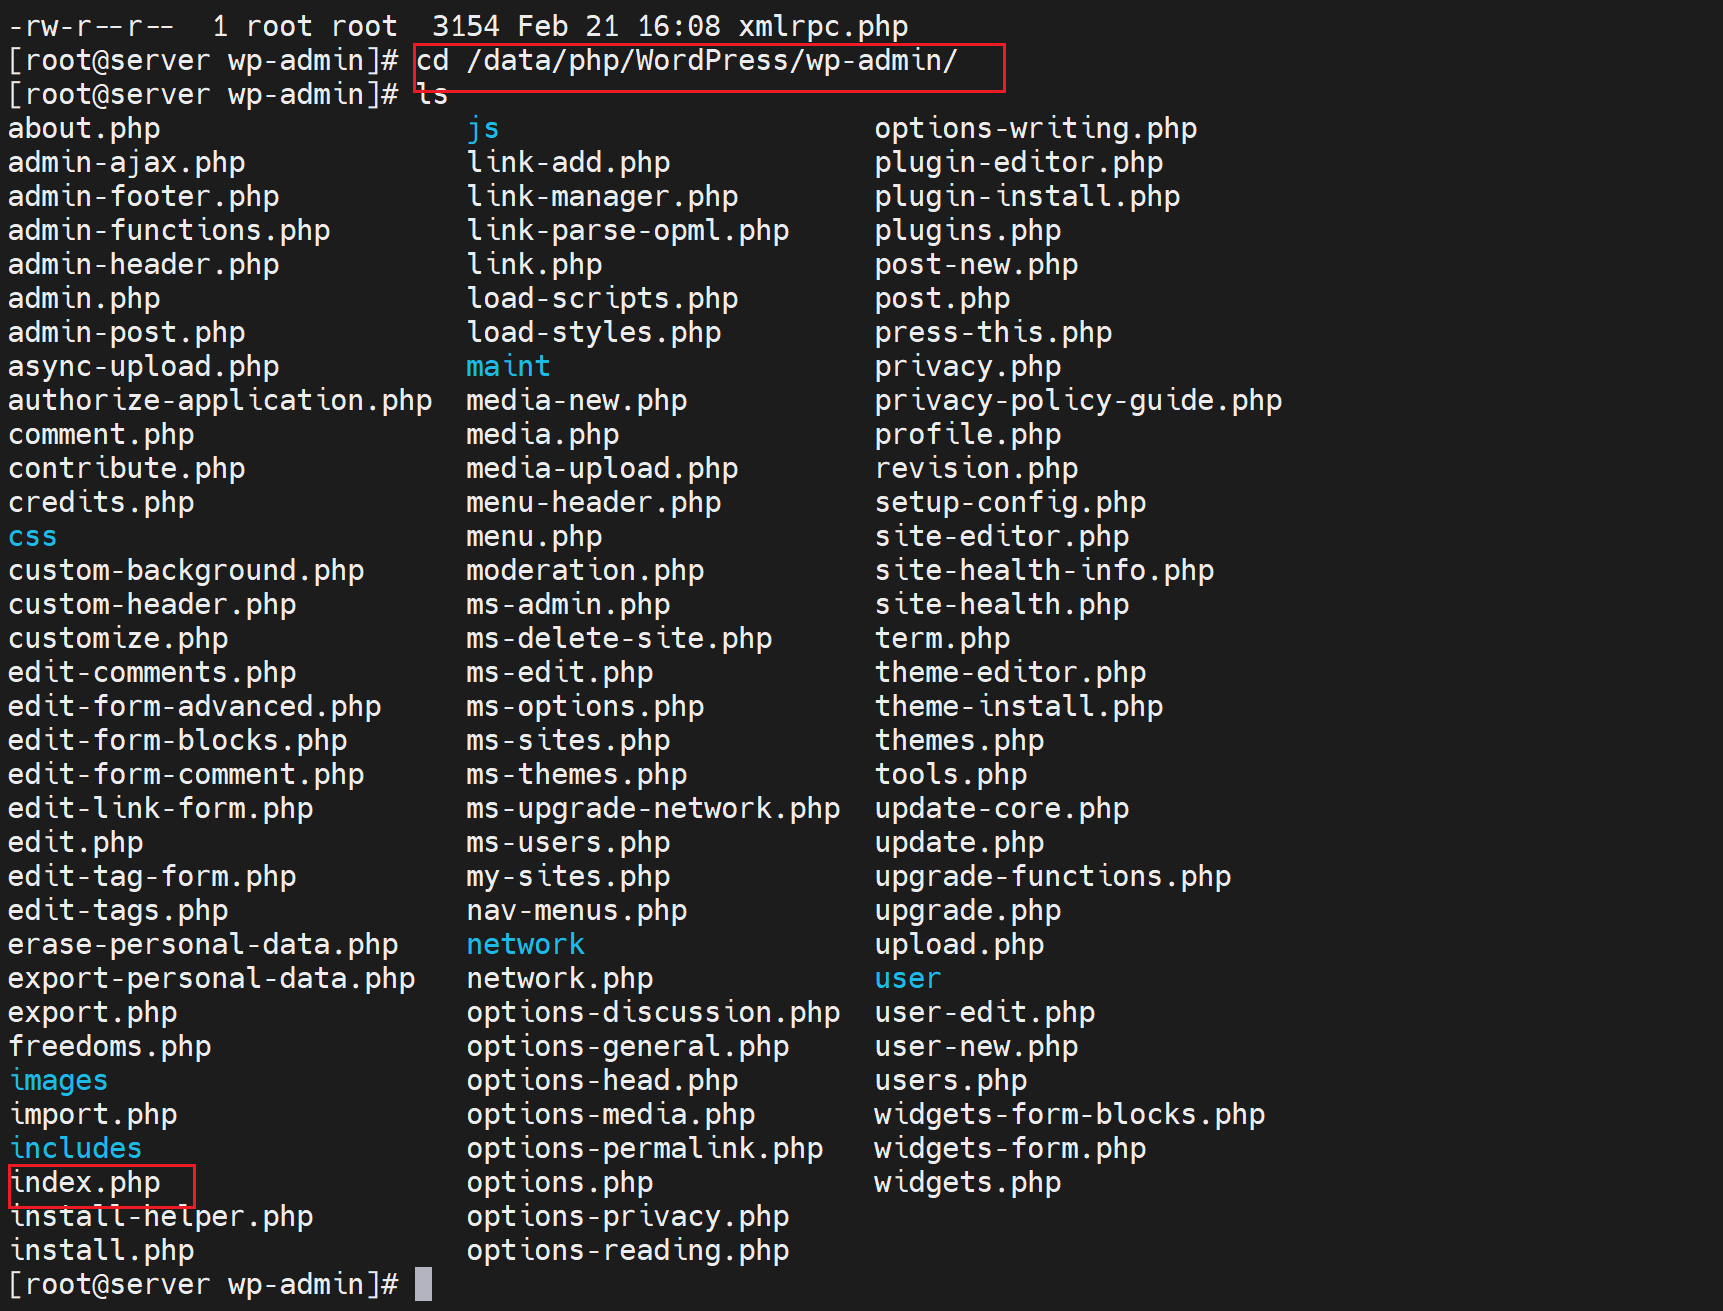 -rw-r--r--  1 root root  3154 Feb 21 16:08 xmlrpc.php
[root@server wp-admin]# cd /data/php/WordPress/wp-admin/
[root@server wp-admin]# ls
about.php                  js                      options-writing.php
admin-ajax.php             link-add.php            plugin-editor.php
admin-footer.php           link-manager.php        plugin-install.php
admin-functions.php        link-parse-opml.php     plugins.php
admin-header.php           link.php                post-new.php
admin.php                  load-scripts.php        post.php
admin-post.php             load-styles.php         press-this.php
async-upload.php           maint                   privacy.php
authorize-application.php  media-new.php           privacy-policy-guide.php
comment.php                media.php               profile.php
contribute.php             media-upload.php        revision.php
credits.php                menu-header.php         setup-config.php
css                        menu.php                site-editor.php
custom-background.php      moderation.php          site-health-info.php
custom-header.php          ms-admin.php            site-health.php
customize.php              ms-delete-site.php      term.php
edit-comments.php          ms-edit.php             theme-editor.php
edit-form-advanced.php     ms-options.php          theme-install.php
edit-form-blocks.php       ms-sites.php            themes.php
edit-form-comment.php      ms-themes.php           tools.php
edit-link-form.php         ms-upgrade-network.php  update-core.php
edit.php                   ms-users.php            update.php
edit-tag-form.php          my-sites.php            upgrade-functions.php
edit-tags.php              nav-menus.php           upgrade.php
erase-personal-data.php    network                 upload.php
export-personal-data.php   network.php             user
export.php                 options-discussion.php  user-edit.php
freedoms.php               options-general.php     user-new.php
images                     options-head.php        users.php
import.php                 options-media.php       widgets-form-blocks.php
includes                   options-permalink.php   widgets-form.php
index.php                  options.php             widgets.php
install-helper.php         options-privacy.php
install.php                options-reading.php
[root@server wp-admin]#